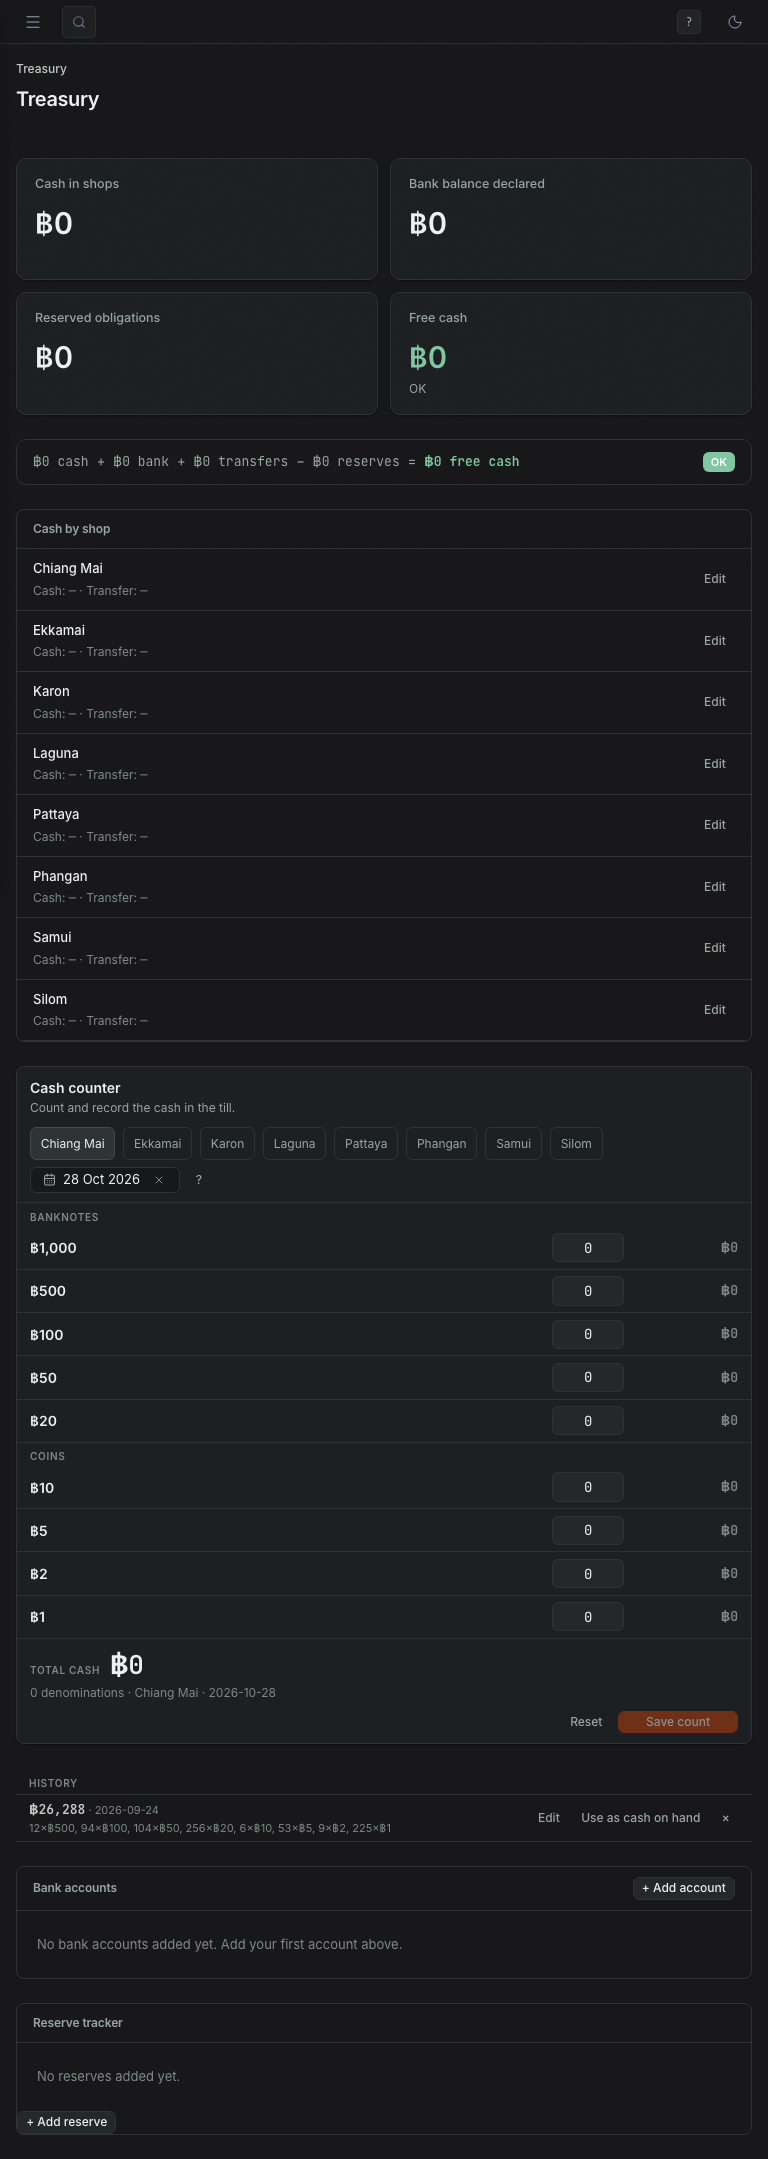 ?
Treasury
Treasury
Cash in shops
฿0
Bank balance declared
฿0
Reserved obligations
฿0
Free cash
฿0
OK
฿0 cash + ฿0 bank + ฿0 transfers − ฿0 reserves = ฿0 free cash
OK
Cash by shop
Chiang Mai
Cash: — · Transfer: —
Edit
Ekkamai
Cash: — · Transfer: —
Edit
Karon
Cash: — · Transfer: —
Edit
Laguna
Cash: — · Transfer: —
Edit
Pattaya
Cash: — · Transfer: —
Edit
Phangan
Cash: — · Transfer: —
Edit
Samui
Cash: — · Transfer: —
Edit
Silom
Cash: — · Transfer: —
Edit
Cash counter
Count and record the cash in the till.
Chiang Mai Ekkamai Karon Laguna Pattaya Phangan Samui Silom
28 Oct 2026 × ?
BANKNOTES
฿1,000 0 ฿0
฿500 0 ฿0
฿100 0 ฿0
฿50 0 ฿0
฿20 0 ฿0
COINS
฿10 0 ฿0
฿5 0 ฿0
฿2 0 ฿0
฿1 0 ฿0
TOTAL CASH ฿0
0 denominations · Chiang Mai · 2026-10-28
Reset Save count
HISTORY
฿26,288 · 2026-09-24
12×฿500, 94×฿100, 104×฿50, 256×฿20, 6×฿10, 53×฿5, 9×฿2, 225×฿1
Edit Use as cash on hand ×
Bank accounts
+ Add account
No bank accounts added yet. Add your first account above.
Reserve tracker
No reserves added yet.
+ Add reserve